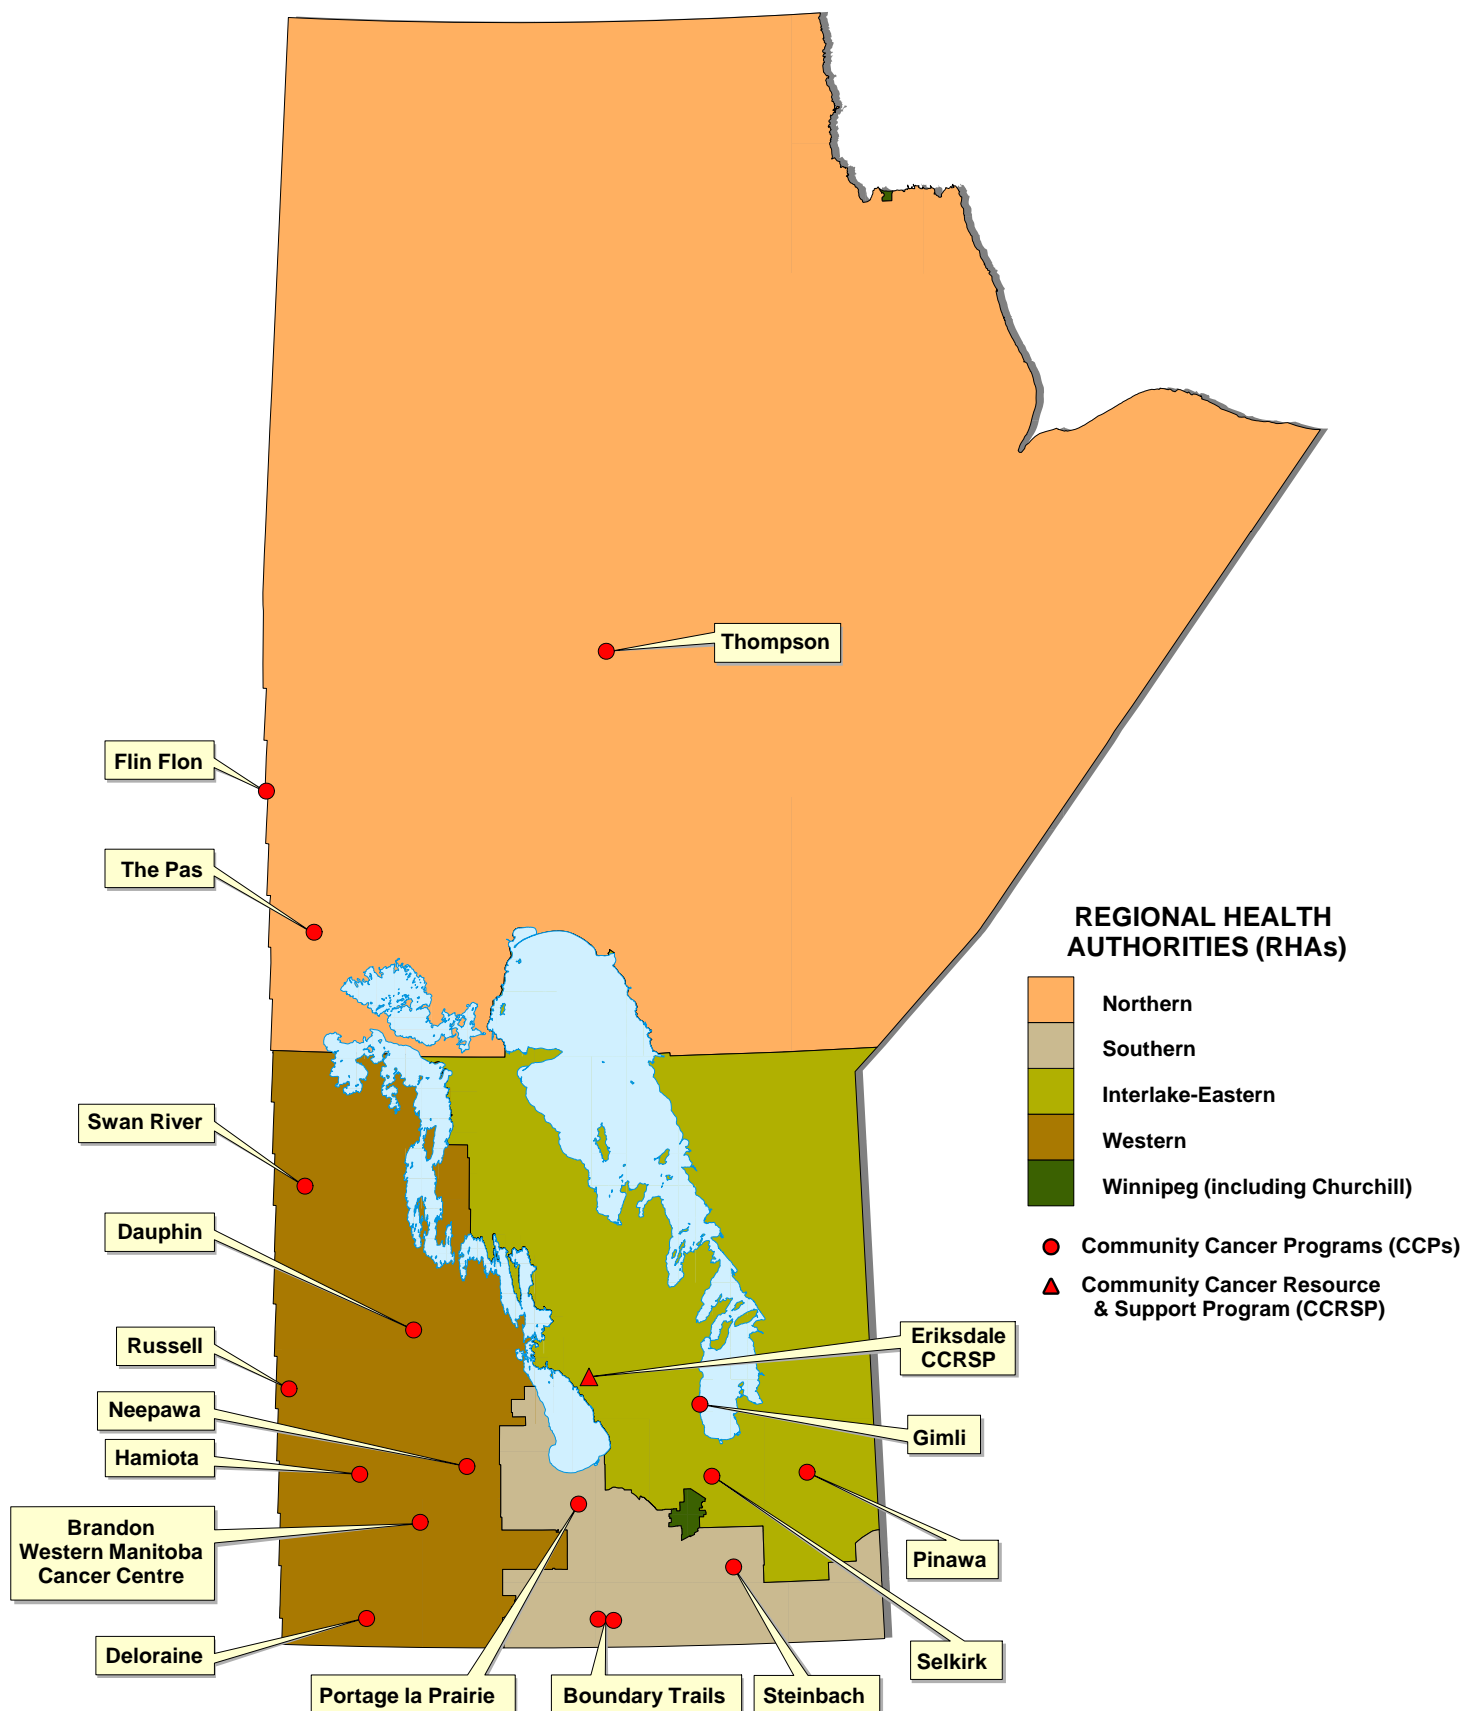 Thompson
Flin Flon
The Pas
REGIONAL HEALTH
AUTHORITIES (RHAs)
Northern
Southern
Interlake-Eastern
Western
Winnipeg (including Churchill)
Community Cancer Programs (CCPs)
Community Cancer Resource
& Support Program (CCRSP)
Swan River
Dauphin
Russell
Neepawa
Hamiota
Brandon
Western Manitoba
Cancer Centre
Deloraine
Eriksdale
CCRSP
Gimli
Pinawa
Selkirk
Portage la Prairie
Boundary Trails
Steinbach